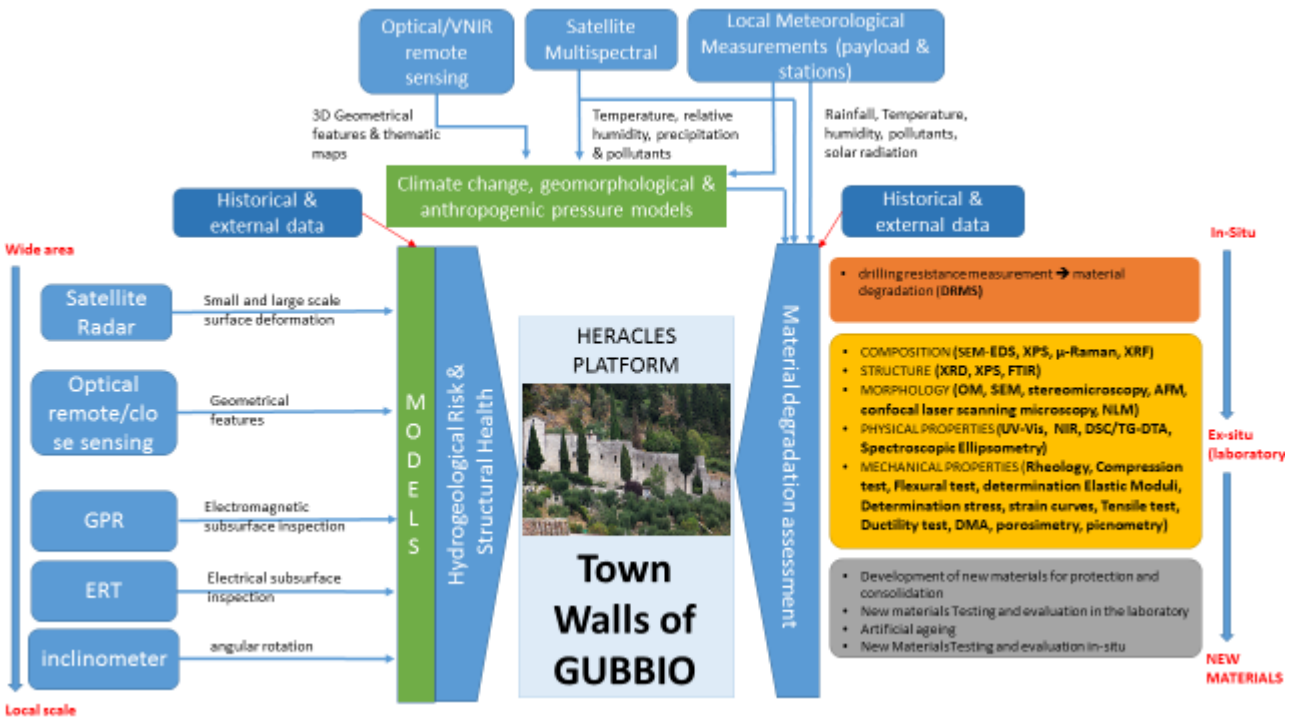 Optical/VNIR
remote
sensing
Satellite
Multispectral
Local Meteorological
Measurements (payload &
stations)
3D Geometrical
features & thematic
maps
Temperature, relative
humidity, precipitation
& pollutants
Rainfall, Temperature,
humidity, pollutants,
solar radiation
Climate change, geomorphological &
anthropogenic pressure models
Historical &
external data
Historical &
external data
Wide area
Satellite
Radar
Small and large scale
surface deformation
Optical
remote/clo
se sensing
Geometrical
features
GPR
Electromagnetic
subsurface inspection
ERT
Electrical subsurface
inspection
inclinometer
angular rotation
Local scale
M
O
D
E
L
S
Hydrogeological Risk &
Structural Health
HERACLES
PLATFORM
Town
Walls of
GUBBIO
Material degradation assessment
In-Situ
• drilling resistance measurement ➔ material
degradation (DRMS)
• COMPOSITION (SEM-EDS, XPS, μ-Raman, XRF)
• STRUCTURE (XRD, XPS, FTIR)
• MORPHOLOGY (OM, SEM, stereomicroscopy, AFM,
confocal laser scanning microscopy, NLM)
• PHYSICAL PROPERTIES (UV-Vis, NIR, DSC/TG-DTA,
Spectroscopic Ellipsometry)
• MECHANICAL PROPERTIES (Rheology, Compression
test, Flexural test, determination Elastic Moduli,
Determination stress, strain curves, Tensile test,
Ductility test, DMA, porosimetry, picnometry)
Ex-situ
(laboratory
• Development of new materials for protection and
consolidation
• New materials Testing and evaluation in the laboratory
• Artificial ageing
• New Materials Testing and evaluation in-situ
NEW
MATERIALS